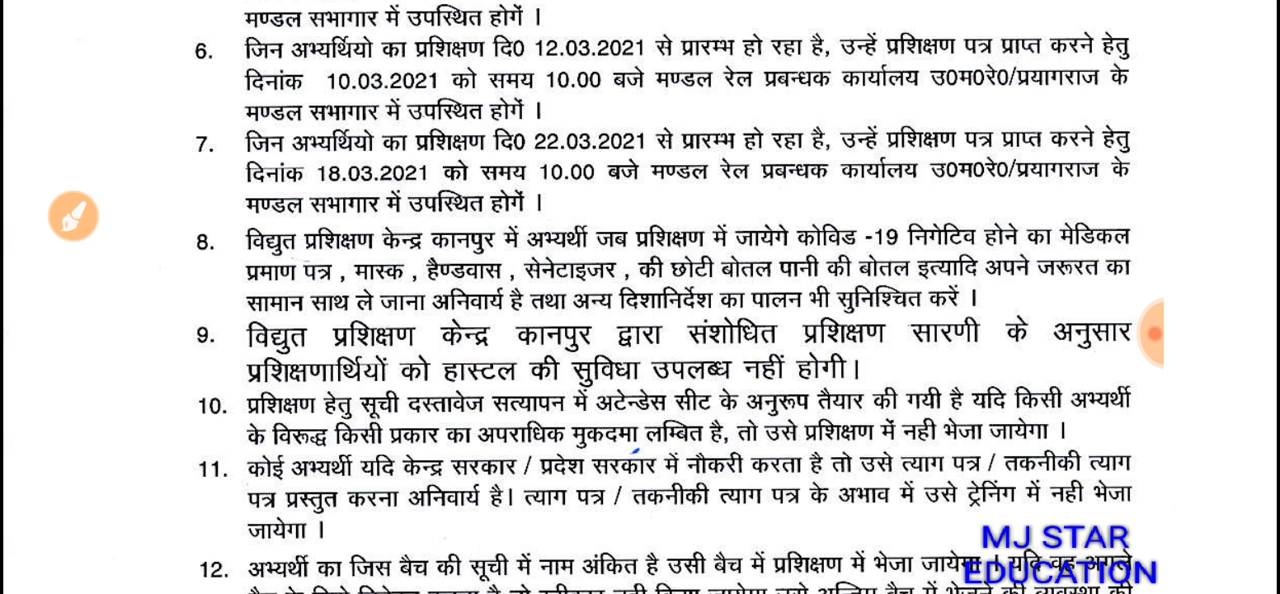 मण्डल सभागार में उपस्थित होगें ।
6. जिन अभ्यर्थियो का प्रशिक्षण दि0 12.03.2021 से प्रारम्भ हो रहा है, उन्हें प्रशिक्षण पत्र प्राप्त करने हेतु
दिनांक 10.03.2021 को समय 10.00 बजे मण्डल रेल प्रबन्धक कार्यालय उ0म0रे0/प्रयागराज के
मण्डल सभागार में उपस्थित होगें ।
7. जिन अभ्यर्थियो का प्रशिक्षण दि0 22.03.2021 से प्रारम्भ हो रहा है, उन्हें प्रशिक्षण पत्र प्राप्त करने हेतु
दिनांक 18.03.2021 को समय 10.00 बजे मण्डल रेल प्रबन्धक कार्यालय उ0म0रे0/प्रयागराज के
मण्डल सभागार में उपस्थित होगें ।
8. विद्युत प्रशिक्षण केन्द्र कानपुर में अभ्यर्थी जब प्रशिक्षण में जायेगे कोविड -19 निगेटिव होने का मेडिकल
प्रमाण पत्र , मास्क , हैण्डवास , सेनेटाइजर , की छोटी बोतल पानी की बोतल इत्यादि अपने जरूरत का
सामान साथ ले जाना अनिवार्य है तथा अन्य दिशानिर्देश का पालन भी सुनिश्चित करें ।
9. विद्युत प्रशिक्षण केन्द्र कानपुर द्वारा संशोधित प्रशिक्षण सारणी के अनुसार
प्रशिक्षणार्थियों को हास्टल की सुविधा उपलब्ध नहीं होगी।
10. प्रशिक्षण हेतु सूची दस्तावेज सत्यापन में अटेन्डेस सीट के अनुरूप तैयार की गयी है यदि किसी अभ्यर्थी
के विरूद्ध किसी प्रकार का अपराधिक मुकदमा लम्बित है, तो उसे प्रशिक्षण में नही भेजा जायेगा ।
11. कोई अभ्यर्थी यदि केन्द्र सरकार / प्रदेश सरकार में नौकरी करता है तो उसे त्याग पत्र / तकनीकी त्याग
पत्र प्रस्तुत करना अनिवार्य है। त्याग पत्र / तकनीकी त्याग पत्र के अभाव में उसे ट्रेनिंग में नही भेजा
जायेगा ।
MJ STAR
EDUCATION
12. अभ्यर्थी का जिस बैच की सूची में नाम अंकित है उसी बैच में प्रशिक्षण में भेजा जायेगा । यदि वह अगले